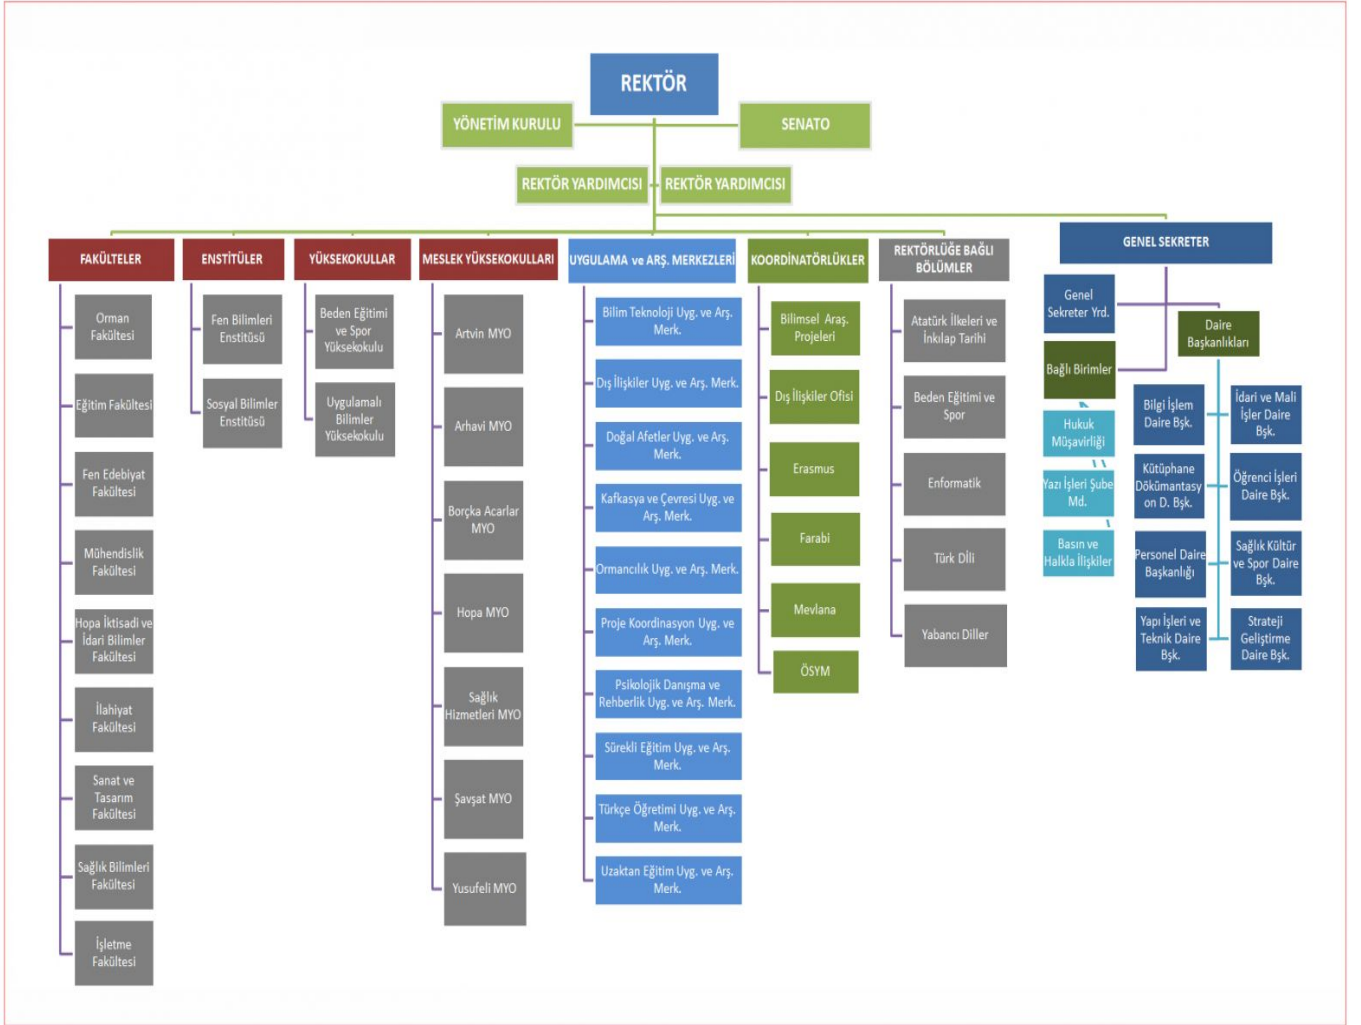 REKTÖR
YÖNETİM KURULU
SENATO
REKTÖR YARDIMCISI
REKTÖR YARDIMCISI
FAKÜLTELER
Orman
Fakültesi
Eğitim Fakültesi
Fen Edebiyat
Fakültesi
Mühendislik
Fakültesi
Hopa İktisadi ve
İdari Bilimler
Fakültesi
İlahiyat
Fakültesi
Sanat ve
Tasarım
Fakültesi
Sağlık Bilimleri
Fakültesi
İşletme
Fakültesi
ENSTİTÜLER
Fen Bilimleri
Enstitüsü
Sosyal Bilimler
Enstitüsü
YÜKSEKOKULLAR
Beden Eğitimi
ve Spor
Yüksekokulu
Uygulamalı
Bilimler
Yüksekokulu
MESLEK YÜKSEKOKULLARI
Artvin MYO
Arhavi MYO
Borçka Acarlar
MYO
Hopa MYO
Sağlık
Hizmetleri MYO
Şavşat MYO
Yusufeli MYO
UYGULAMA ve ARŞ. MERKEZLERİ
Bilim Teknoloji Uyg. ve Arş.
Merk.
Dış İlişkiler Uyg. ve Arş. Merk.
Doğal Afetler Uyg. ve Arş.
Merk.
Kafkasya ve Çevresi Uyg. ve
Arş. Merk.
Ormancılık Uyg. ve Arş. Merk.
Proje Koordinasyon Uyg. ve
Arş. Merk.
Psikolojik Danışma ve
Rehberlik Uyg. ve Arş. Merk.
Sürekli Eğitim Uyg. ve Arş.
Merk.
Türkçe Öğretimi Uyg. ve Arş.
Merk.
Uzaktan Eğitim Uyg. ve Arş.
Merk.
KOORDİNATÖRLÜKLER
Bilimsel Araş.
Projeleri
Dış İlişkiler Ofisi
Erasmus
Farabi
Mevlana
ÖSYM
REKTÖRLÜĞE BAĞLI
BÖLÜMLER
Atatürk İlkeleri ve
İnkılap Tarihi
Beden Eğitimi ve
Spor
Enformatik
Türk Dİli
Yabancı Diller
GENEL SEKRETER
Genel
Sekreter Yrd.
Bağlı Birimler
Hukuk
Müşavirliği
Yazı İşleri Şube
Md.
Basın ve
Halkla İlişkiler
Daire
Başkanlıkları
Bilgi İşlem
Daire Bşk.
İdari ve Mali
İşler Daire
Bşk.
Kütüphane
Dökümantasy
on D. Bşk.
Öğrenci İşleri
Daire Bşk.
Personel Daire
Başkanlığı
Sağlık Kültür
ve Spor Daire
Bşk.
Yapı İşleri ve
Teknik Daire
Bşk.
Strateji
Geliştirme
Daire Bşk.